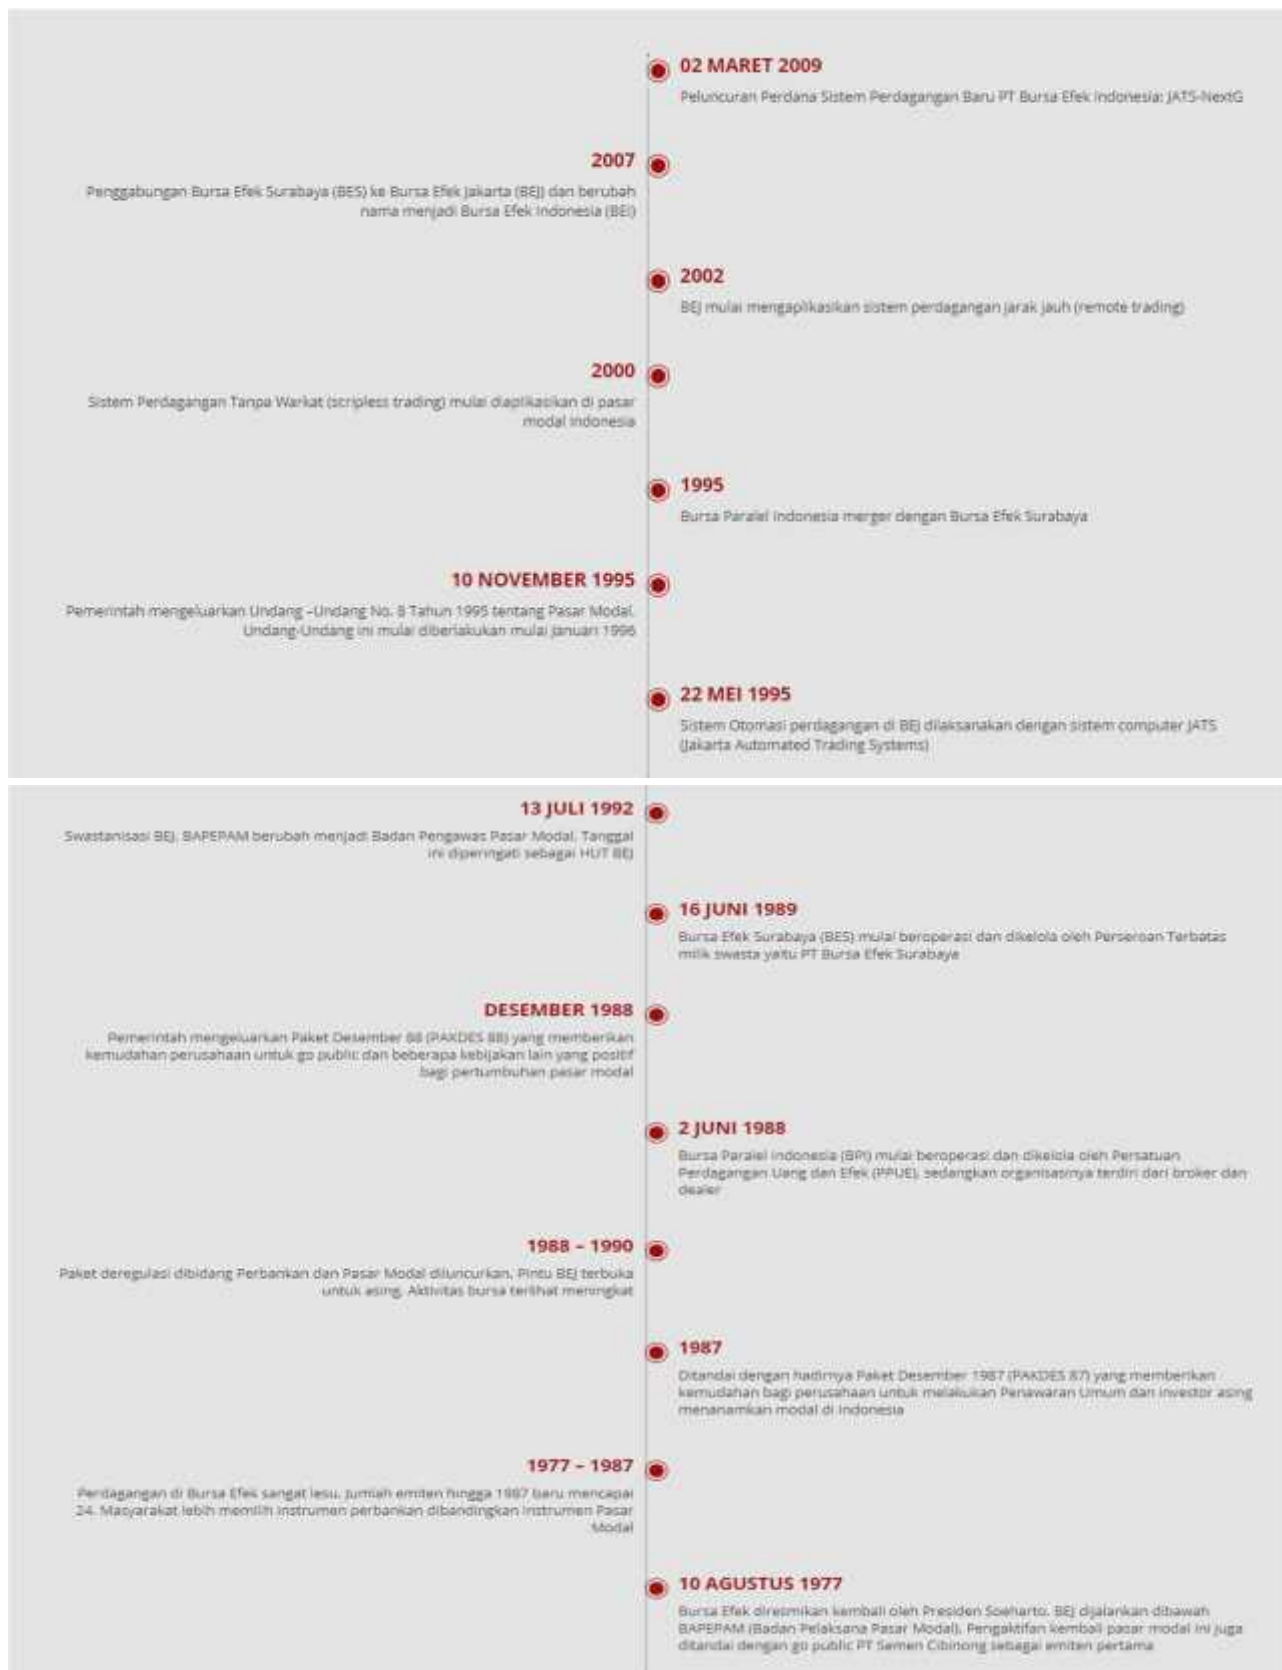 02 MARET 2009
Peluncuran Perdana Sistem Perdagangan Baru PT Bursa Efek Indonesia: JATS-NextG
2007
Penggabungan Bursa Efek Surabaya (BES) ke Bursa Efek Jakarta (BEJ) dan berubah
nama menjadi Bursa Efek Indonesia (BEI)
2002
BEJ mulai mengaplikasikan sistem perdagangan jarak jauh (remote trading)
2000
Sistem Perdagangan Tanpa Warkat (scripless trading) mulai diaplikasikan di pasar
modal Indonesia
1995
Bursa Paralel Indonesia merger dengan Bursa Efek Surabaya
10 NOVEMBER 1995
Pemerintah mengeluarkan Undang –Undang No. 8 Tahun 1995 tentang Pasar Modal.
Undang-Undang ini mulai diberlakukan mulai Januari 1996
22 MEI 1995
Sistem Otomasi perdagangan di BEJ dilaksanakan dengan sistem computer JATS
(Jakarta Automated Trading Systems)
13 JULI 1992
Swastanisasi BEJ. BAPEPAM berubah menjadi Badan Pengawas Pasar Modal. Tanggal
ini diperingati sebagai HUT BEJ
16 JUNI 1989
Bursa Efek Surabaya (BES) mulai beroperasi dan dikelola oleh Perseroan Terbatas
milik swasta yaitu PT Bursa Efek Surabaya
DESEMBER 1988
Pemerintah mengeluarkan Paket Desember 88 (PAKDES 88) yang memberikan
kemudahan perusahaan untuk go public dan beberapa kebijakan lain yang positif
bagi pertumbuhan pasar modal
2 JUNI 1988
Bursa Paralel Indonesia (BPI) mulai beroperasi dan dikelola oleh Persatuan
Perdagangan Uang dan Efek (PPUE), sedangkan organisasinya terdiri dari broker dan
dealer
1988 – 1990
Paket deregulasi dibidang Perbankan dan Pasar Modal diluncurkan. Pintu BEJ terbuka
untuk asing. Aktivitas bursa terlihat meningkat
1987
Ditandai dengan hadirnya Paket Desember 1987 (PAKDES 87) yang memberikan
kemudahan bagi perusahaan untuk melakukan Penawaran Umum dan investor asing
menanamkan modal di Indonesia
1977 – 1987
Perdagangan di Bursa Efek sangat lesu. Jumlah emiten hingga 1987 baru mencapai
24. Masyarakat lebih memilih instrumen perbankan dibandingkan instrumen Pasar
Modal
10 AGUSTUS 1977
Bursa Efek diresmikan kembali oleh Presiden Soeharto. BEJ dijalankan dibawah
BAPEPAM (Badan Pelaksana Pasar Modal). Pengaktifan kembali pasar modal ini juga
ditandai dengan go public PT Semen Cibinong sebagai emiten pertama